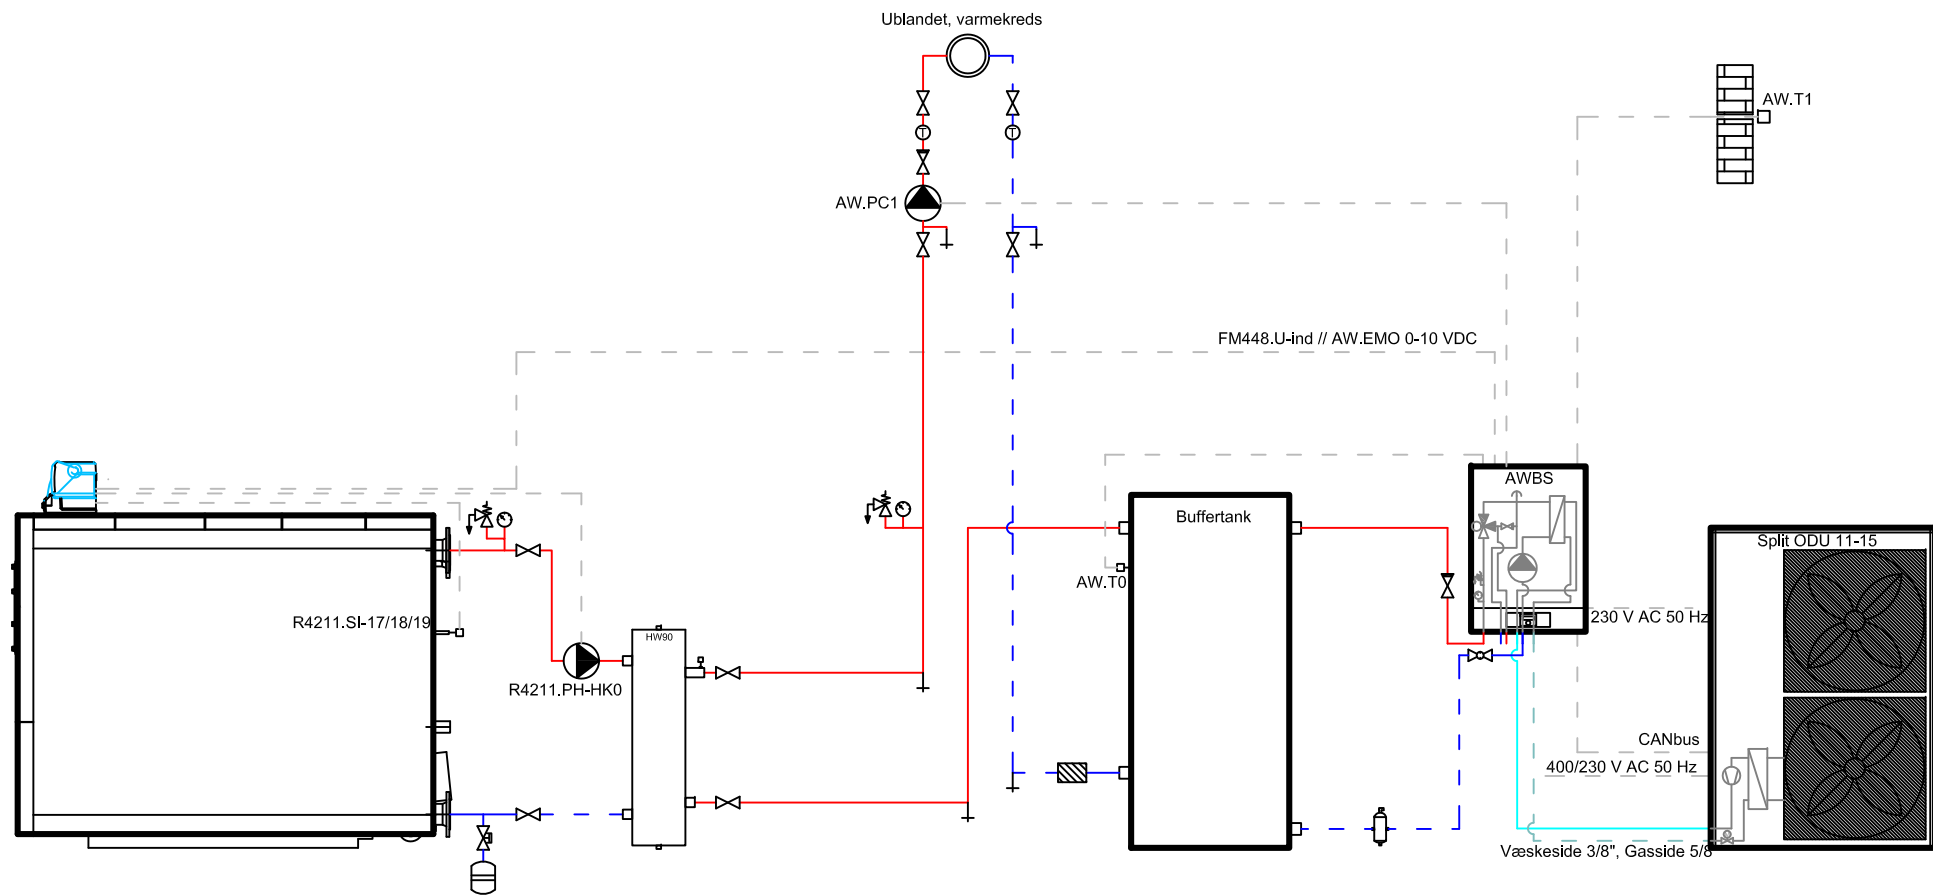 Ublandet, varmekreds
AW.T1
AW.PC1
FM448.U-ind // AW.EMO 0-10 VDC
AWBS
Buffertank
Split ODU 11-15
AW.T0
R4211.SI-17/18/19
230 V AC 50 Hz
HW90
R4211.PH-HK0
CANbus
400/230 V AC 50 Hz
Væskeside 3/8", Gasside 5/8
T
T